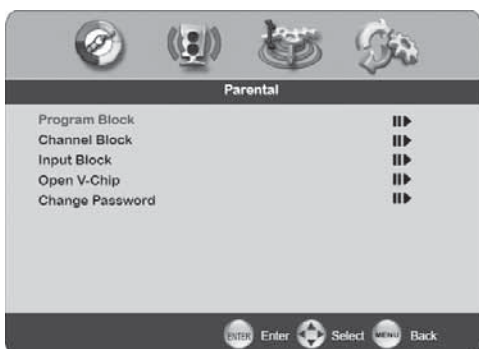 Parental
Program Block
Channel Block
Input Block
Open V-Chip
Change Password
ENTER Enter Select MENU Back